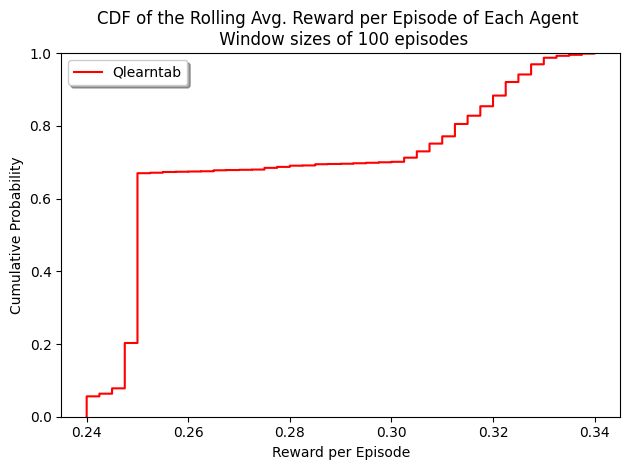 CDF of the Rolling Avg. Reward per Episode of Each Agent
Window sizes of 100 episodes
Qlearntab
Cumulative Probability
1.0
0.8
0.6
0.4
0.2
0.0
0.24 0.26 0.28 0.30 0.32 0.34
Reward per Episode